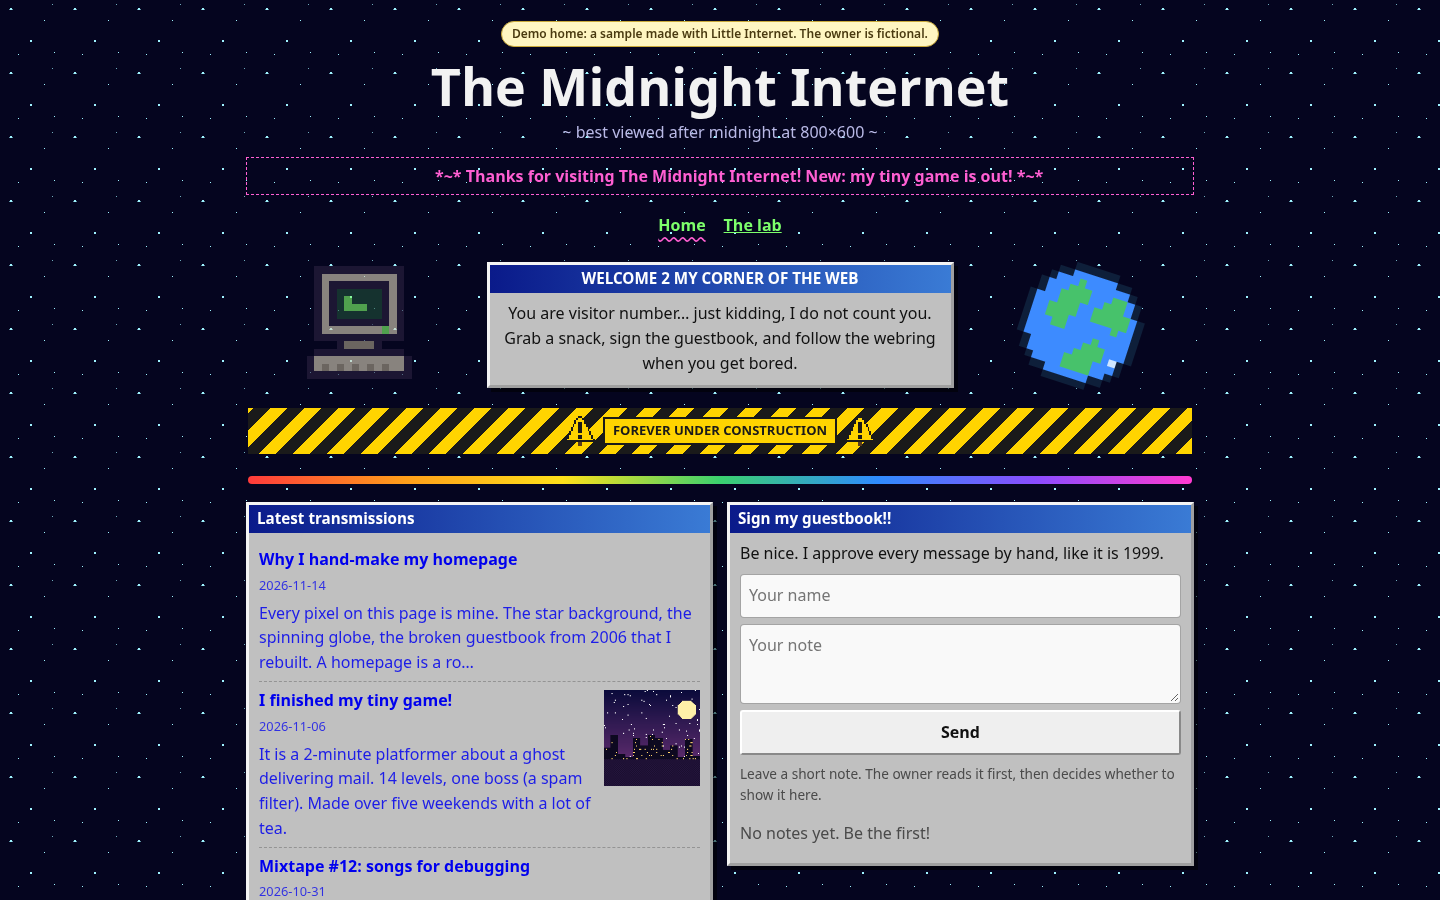 Demo home: a sample made with Little Internet. The owner is fictional.
The Midnight Internet
~ best viewed after midnight at 800×600 ~
*~* Thanks for visiting The Midnight Internet! New: my tiny game is out! *~*
Home The lab
WELCOME 2 MY CORNER OF THE WEB
You are visitor number... just kidding, I do not count you.
Grab a snack, sign the guestbook, and follow the webring
when you get bored.
FOREVER UNDER CONSTRUCTION
Latest transmissions
Why I hand-make my homepage
2026-11-14
Every pixel on this page is mine. The star background, the
spinning globe, the broken guestbook from 2006 that I
rebuilt. A homepage is a ro...
I finished my tiny game!
2026-11-06
It is a 2-minute platformer about a ghost
delivering mail. 14 levels, one boss (a spam
filter). Made over five weekends with a lot of
tea.
Mixtape #12: songs for debugging
2026-10-31
Sign my guestbook!!
Be nice. I approve every message by hand, like it is 1999.
Your name
Your note
Send
Leave a short note. The owner reads it first, then decides whether to
show it here.
No notes yet. Be the first!